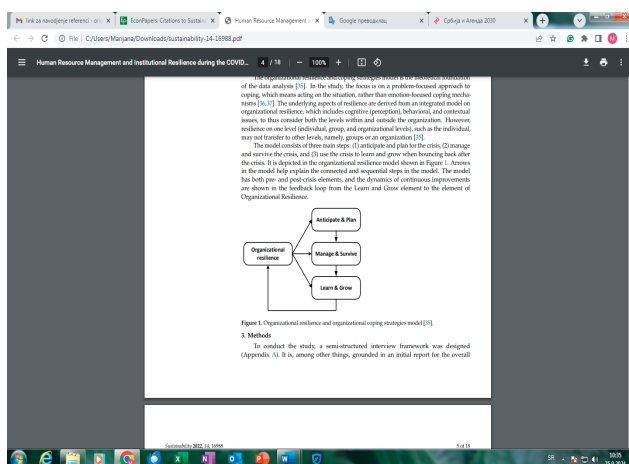 fink za navodjenje referenci - ori
EconPapers: Citations to Sustain
Human Resource Management a
Google преводилац
Србија и Агенда 2030
File
C:/Users/Marijana/Downloads/sustainability-14-16988.pdf
Human Resource Management and Institutional Resilience during the COVID...
4 / 18
100%
The organizational resilience and coping strategies model is the theoretical foundation
of the data analysis [35]. In the study, the focus is on a problem-focused approach to
coping, which means acting on the situation, rather than emotion-focused coping mecha-
nisms [36,37]. The underlying aspects of resilience are derived from an integrated model on
organizational resilience, which includes cognitive (perception), behavioral, and contextual
issues, to thus consider both the levels within and outside the organization. However,
resilience on one level (individual, group, and organizational levels), such as the individual,
may not transfer to other levels, namely, groups or an organization [35].
The model consists of three main steps: (1) anticipate and plan for the crisis, (2) manage
and survive the crisis, and (3) use the crisis to learn and grow when bouncing back after
the crisis. It is depicted in the organizational resilience model shown in Figure 1. Arrows
in the model help explain the connected and sequential steps in the model. The model
has both pre- and post-crisis elements, and the dynamics of continuous improvements
are shown in the feedback loop from the Learn and Grow element to the element of
Organizational Resilience.
Anticipate & Plan
Organizational
resilience
Manage & Survive
Learn & Grow
Figure 1. Organizational resilience and organizational coping strategies model [35].
3. Methods
To conduct the study, a semi-structured interview framework was designed
(Appendix A). It is, among other things, grounded in an initial report for the overall
Sustainability 2022, 14, 16988
5 of 18
SR
10:35